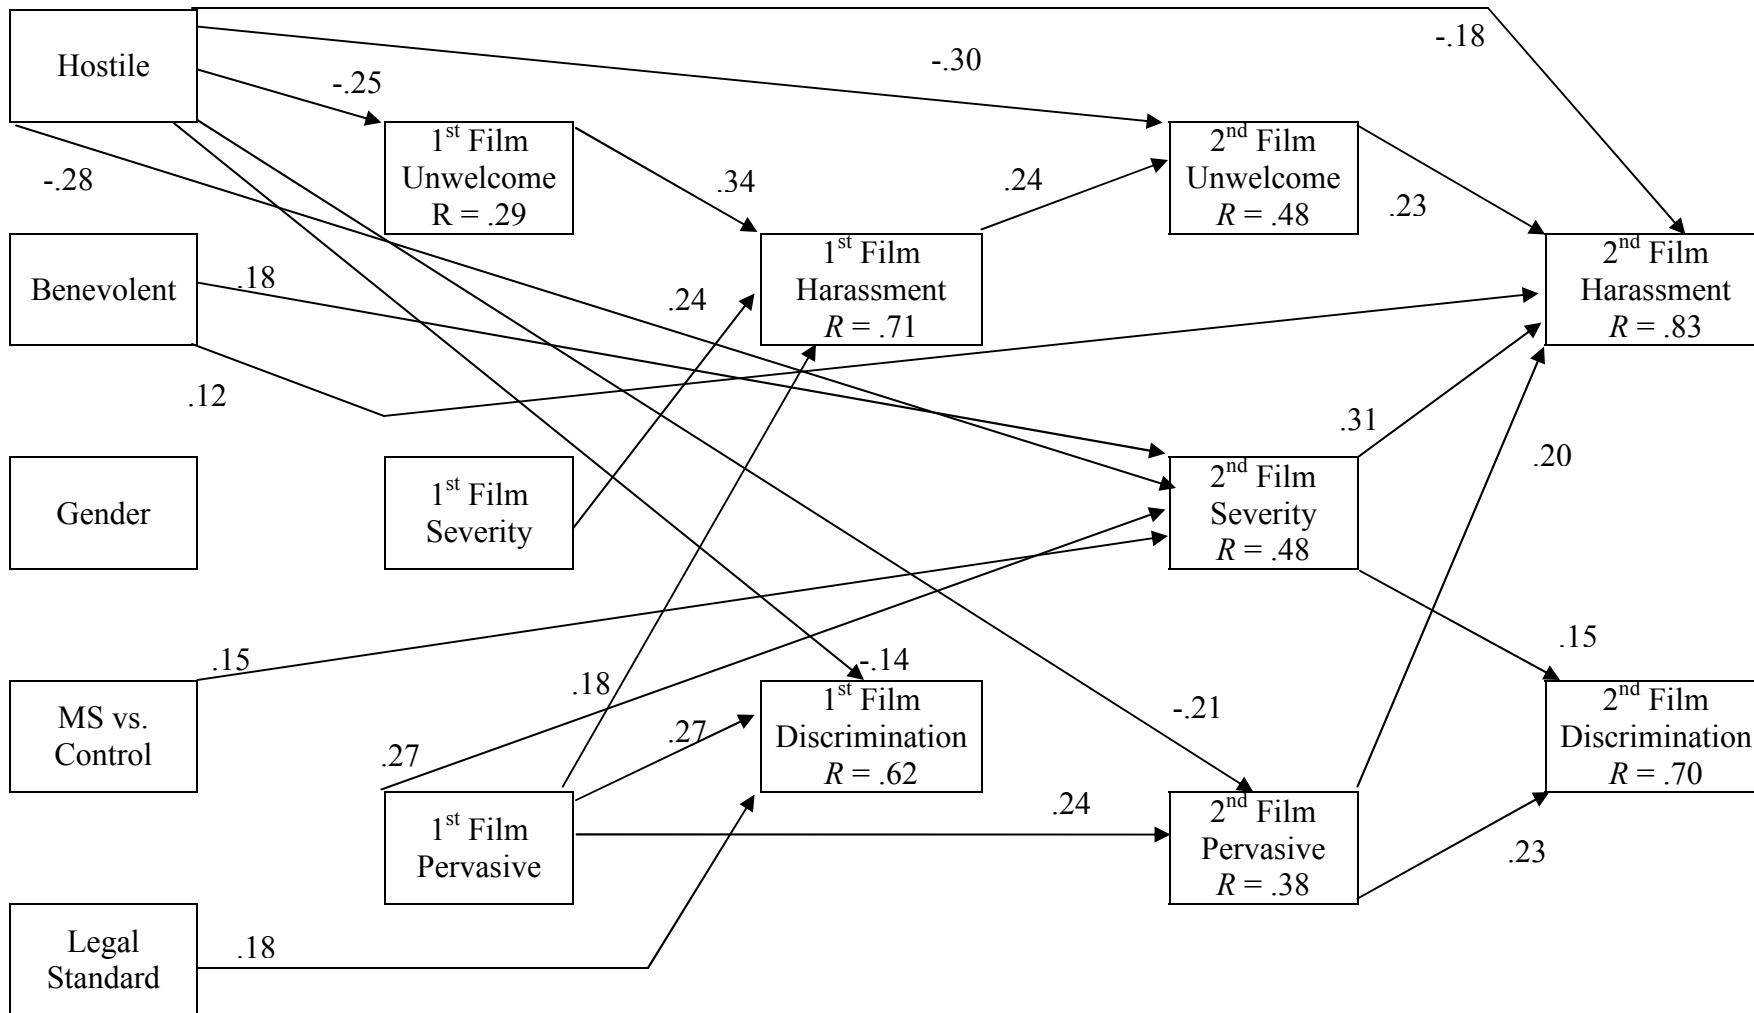 Hostile
-.18
-.30
-.25
1st Film
Unwelcome
R = .29
2nd Film
Unwelcome
R = .48
-.28
.34
.24
.23
Benevolent
.18
.24
1st Film
Harassment
R = .71
2nd Film
Harassment
R = .83
.12
.31
.20
Gender
1st Film
Severity
2nd Film
Severity
R = .48
.15
.18
-.14
.15
MS vs.
Control
.27
.27
1st Film
Discrimination
R = .62
-.21
2nd Film
Discrimination
R = .70
1st Film
Pervasive
.24
2nd Film
Pervasive
R = .38
.23
Legal
Standard
.18